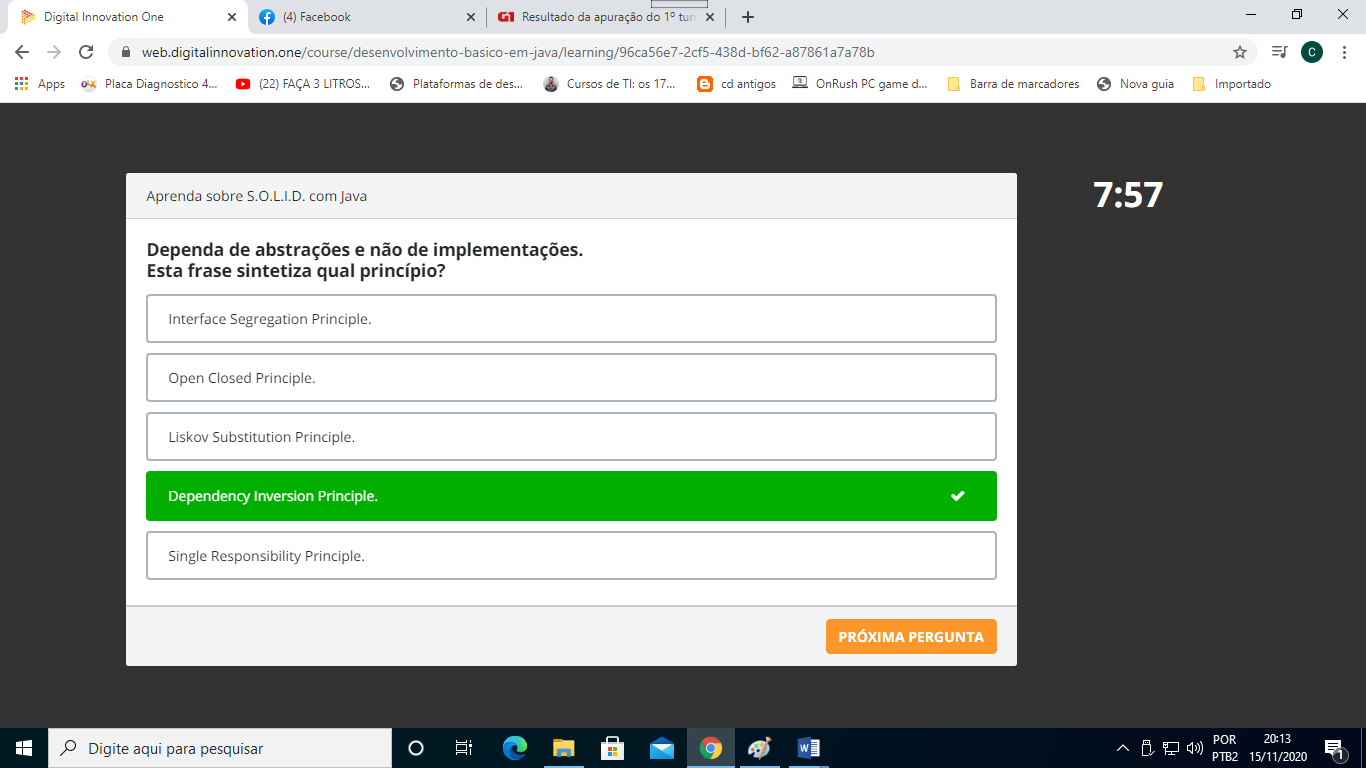 Digital Innovation One
(4) Facebook
Resultado da apuração do 1º turn
web.digitalinnovation.one/course/desenvolvimento-basico-em-java/learning/96ca56e7-2cf5-438d-bf62-a87861a7a78b
C
Apps
Placa Diagnostico 4...
(22) FAÇA 3 LITROS...
Plataformas de des...
Cursos de TI: os 17...
cd antigos
OnRush PC game d...
Barra de marcadores
Nova guia
Importado
Aprenda sobre S.O.L.I.D. com Java
7:57
Dependa de abstrações e não de implementações.
Esta frase sintetiza qual princípio?
Interface Segregation Principle.
Open Closed Principle.
Liskov Substitution Principle.
Dependency Inversion Principle.
Single Responsibility Principle.
PRÓXIMA PERGUNTA
Digite aqui para pesquisar
POR
PTB2
20:13
15/11/2020
1